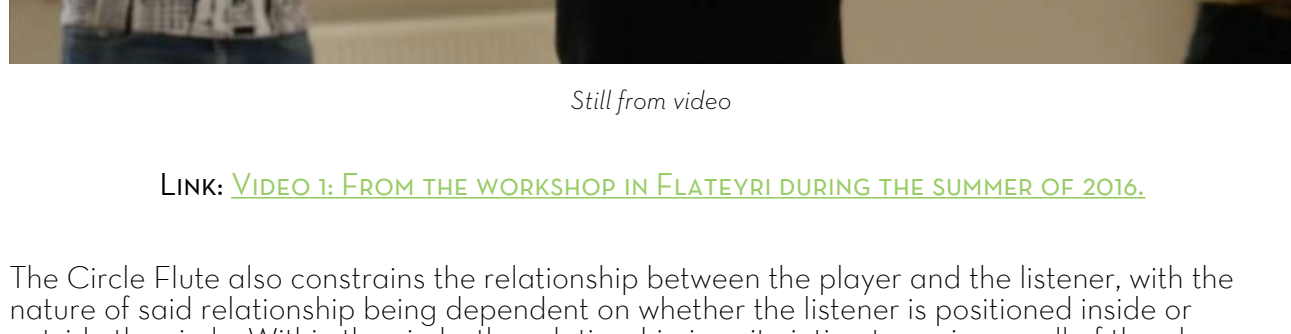 Still from video
Link: Video 1: From the workshop in Flateyri during the summer of 2016.
The Circle Flute also constrains the relationship between the player and the listener, with the
nature of said relationship being dependent on whether the listener is positioned inside or